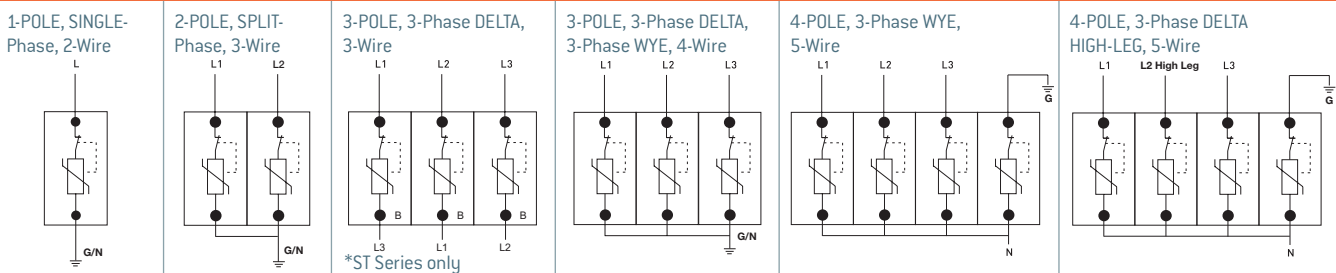 1-POLE, SINGLE-
Phase, 2-Wire
L
G/N
2-POLE, SPLIT-
Phase, 3-Wire
L1 L2
G/N
3-POLE, 3-Phase DELTA,
3-Wire
L1 L2 L3
B B B
L3 L1 L2
*ST Series only
3-POLE, 3-Phase DELTA,
3-Phase WYE, 4-Wire
L1 L2 L3
G/N
4-POLE, 3-Phase WYE,
5-Wire
L1 L2 L3
G
N
4-POLE, 3-Phase DELTA
HIGH-LEG, 5-Wire
L1 L2 High Leg L3
G
N